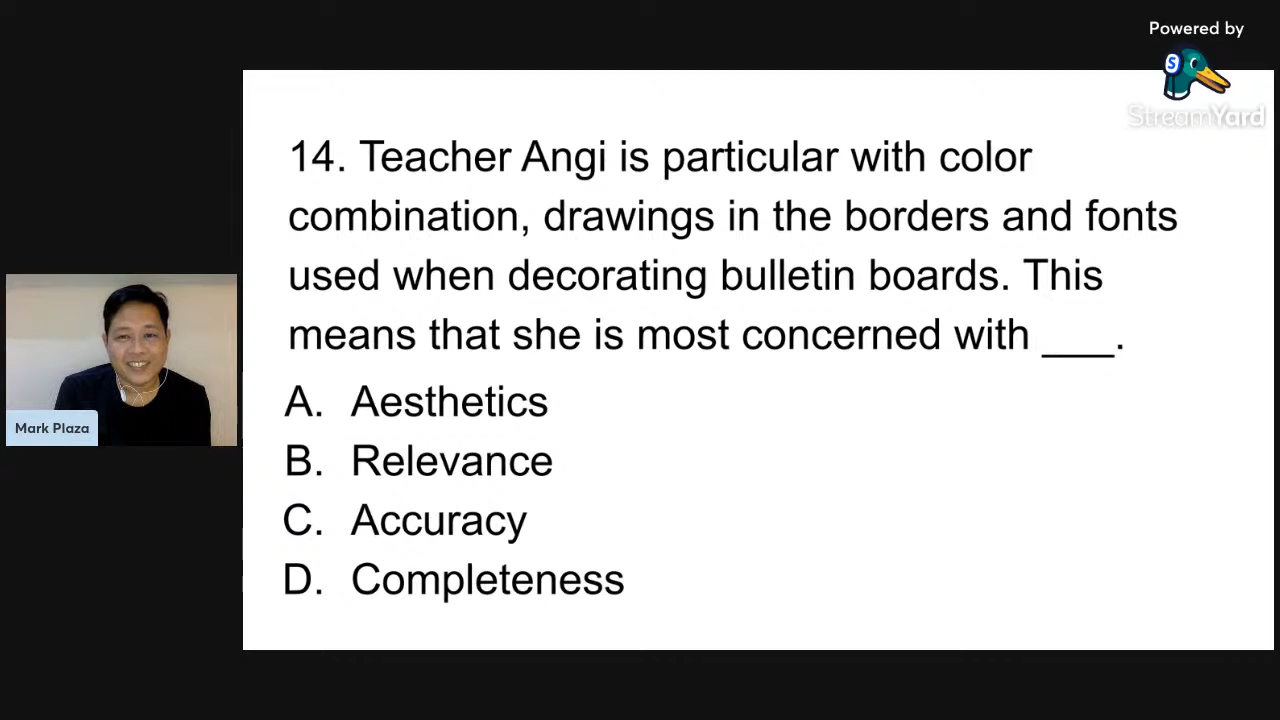 Powered by
StreamYard
14. Teacher Angi is particular with color
combination, drawings in the borders and fonts
used when decorating bulletin boards. This
means that she is most concerned with ___.
A. Aesthetics
B. Relevance
C. Accuracy
D. Completeness
Mark Plaza